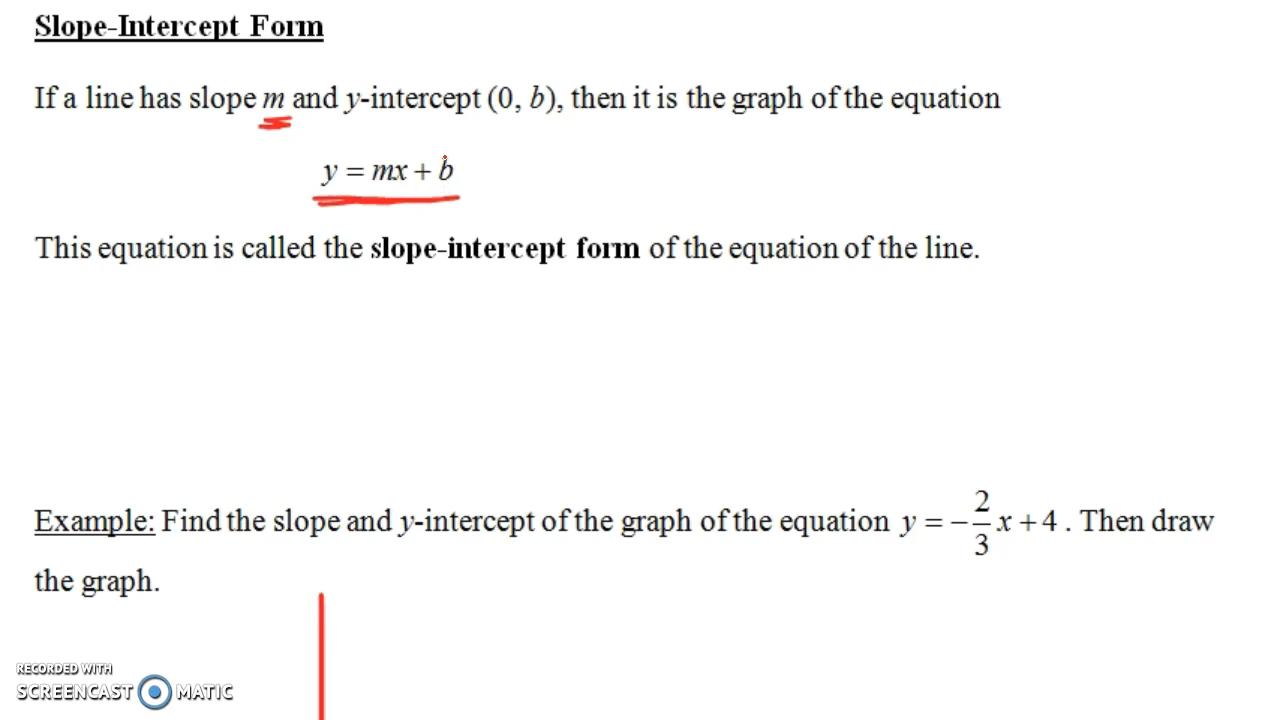 Slope-Intercept Form
If a line has slope m and y-intercept (0, b), then it is the graph of the equation
y = mx + b
This equation is called the slope-intercept form of the equation of the line.
Example: Find the slope and y-intercept of the graph of the equation y = −2/3 x + 4 . Then draw
the graph.
RECORDED WITH
SCREENCAST MATIC